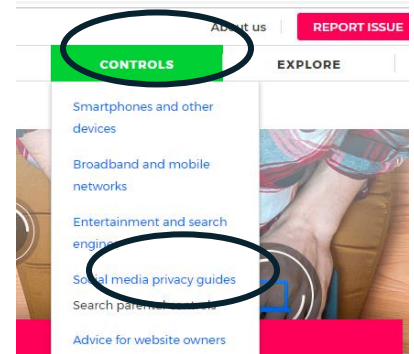 About us
REPORT ISSUE
CONTROLS
EXPLORE
Smartphones and other
devices
Broadband and mobile
networks
Entertainment and search
engines
Social media privacy guides
Search parental controls
Advice for website owners